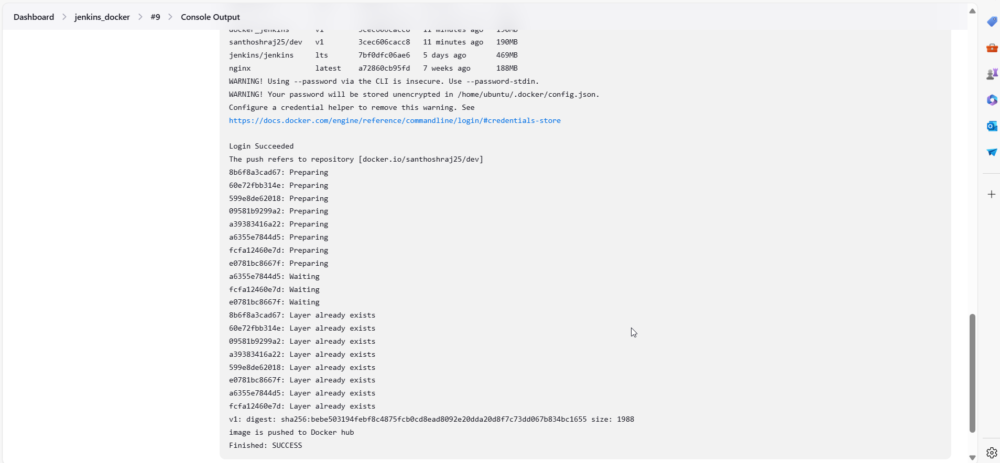 Dashboard > jenkins_docker > #9 > Console Output
docker_jenkins v1 3cec606cacc8 11 minutes ago 190MB
santhoshraj25/dev v1 3cec606cacc8 11 minutes ago 190MB
jenkins/jenkins lts 7bf0dfc06ae6 5 days ago 469MB
nginx latest a72860cb95fd 7 weeks ago 188MB
WARNING! Using --password via the CLI is insecure. Use --password-stdin.
WARNING! Your password will be stored unencrypted in /home/ubuntu/.docker/config.json.
Configure a credential helper to remove this warning. See
https://docs.docker.com/engine/reference/commandline/login/#credentials-store
Login Succeeded
The push refers to repository [docker.io/santhoshraj25/dev]
8b6f8a3cad67: Preparing
60e72fbb314e: Preparing
599e8de62018: Preparing
09581b9299a2: Preparing
a39383416a22: Preparing
a6355e7844d5: Preparing
fcfa12460e7d: Preparing
e0781bc8667f: Preparing
a6355e7844d5: Waiting
fcfa12460e7d: Waiting
e0781bc8667f: Waiting
8b6f8a3cad67: Layer already exists
60e72fbb314e: Layer already exists
09581b9299a2: Layer already exists
a39383416a22: Layer already exists
599e8de62018: Layer already exists
e0781bc8667f: Layer already exists
a6355e7844d5: Layer already exists
fcfa12460e7d: Layer already exists
v1: digest: sha256:bebe503194febf8c4875fcb0cd8ead8092e20dda20d8f7c73dd067b834bc1655 size: 1988
image is pushed to Docker hub
Finished: SUCCESS